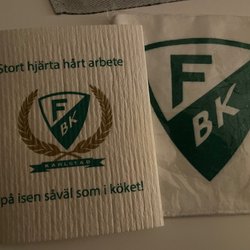 Stort hjärta hårt arbete
F
BK
KARLSTAD
på isen såväl som i köket!
F
BK